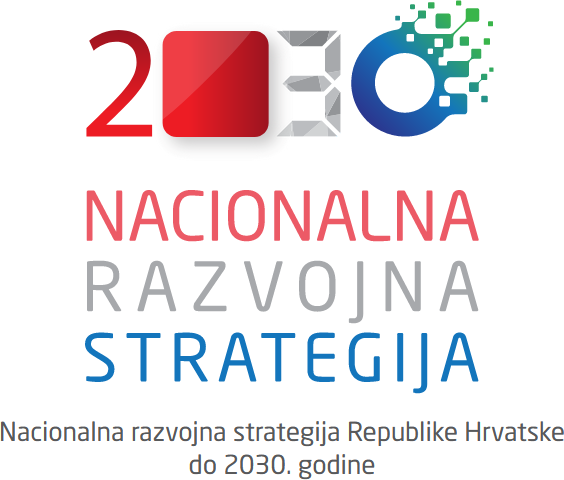 2030
NACIONALNA
RAZVOJNA
STRATEGIJA
Nacionalna razvojna strategija Republike Hrvatske
do 2030. godine